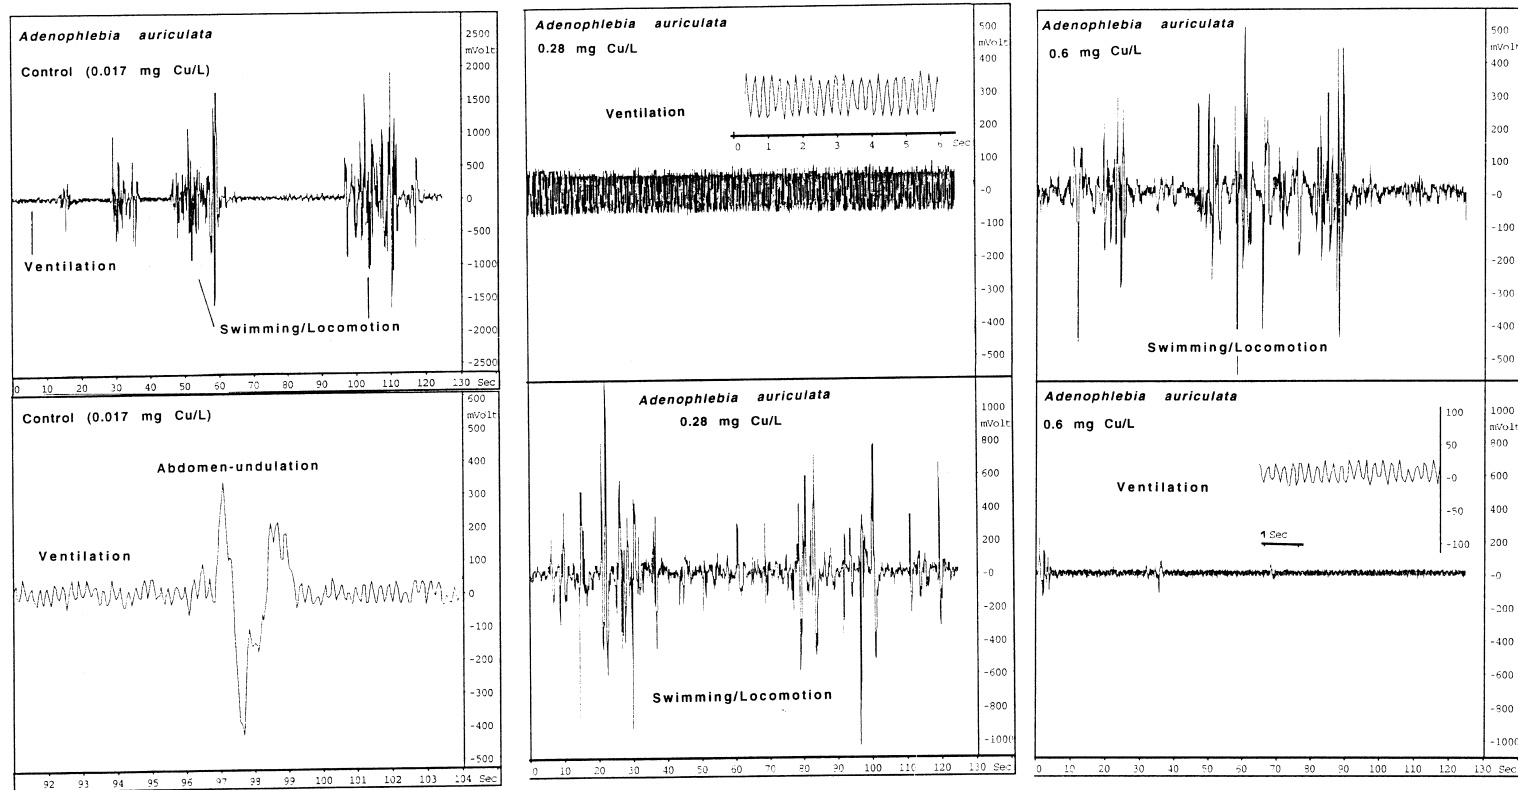 Adenophlebia auriculata
Control (0.017 mg Cu/L)
Ventilation
Swimming/Locomotion
2500
mVolt
2000
1500
1000
500
0
-500
-1000
-1500
-2000
-2500
0 10 20 30 40 50 60 70 80 90 100 110 120 130 Sec
Control (0.017 mg Cu/L)
Abdomen-undulation
Ventilation
600
mVolt
500
400
300
200
100
0
-100
-200
-300
-400
-500
92 93 94 95 96 97 98 99 100 101 102 103 104 Sec
Adenophlebia auriculata
0.28 mg Cu/L
Ventilation
0 1 2 3 4 5 6 Sec
500
mVolt
400
300
200
100
-0
-100
-200
-300
-400
-500
Adenophlebia auriculata
0.28 mg Cu/L
Swimming/Locomotion
1000
mVolt
800
600
400
200
-0
-200
-400
-600
-800
-1000
0 10 20 30 40 50 60 70 80 90 100 110 120 130 Sec
Adenophlebia auriculata
0.6 mg Cu/L
Swimming/Locomotion
500
mVolt
400
300
200
100
-0
-100
-200
-300
-400
-500
Adenophlebia auriculata
0.6 mg Cu/L
Ventilation
1 Sec
100
50
-0
-50
-100
1000
mVolt
800
600
400
200
-0
-200
-400
-600
-800
-1000
0 10 20 30 40 50 60 70 80 90 100 110 120 130 Sec